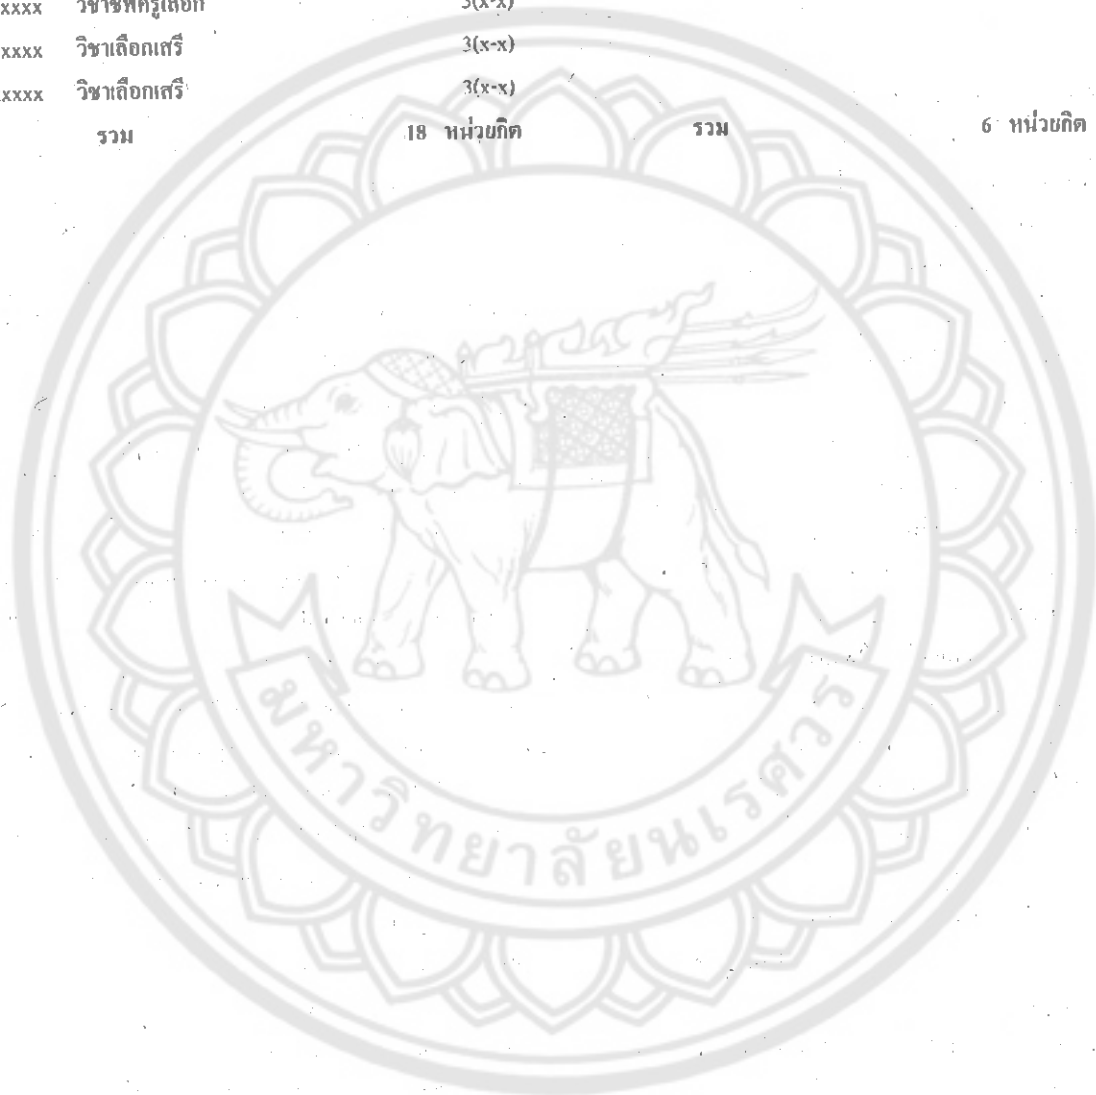 xxxx วิชาชีพครูเลือก 3(x-x)
xxxx วิชาเลือกเสรี 3(x-x)
xxxx วิชาเลือกเสรี 3(x-x)
รวม 18 หน่วยกิต รวม 6 หน่วยกิต
มหาวิทยาลัยนเรศวร